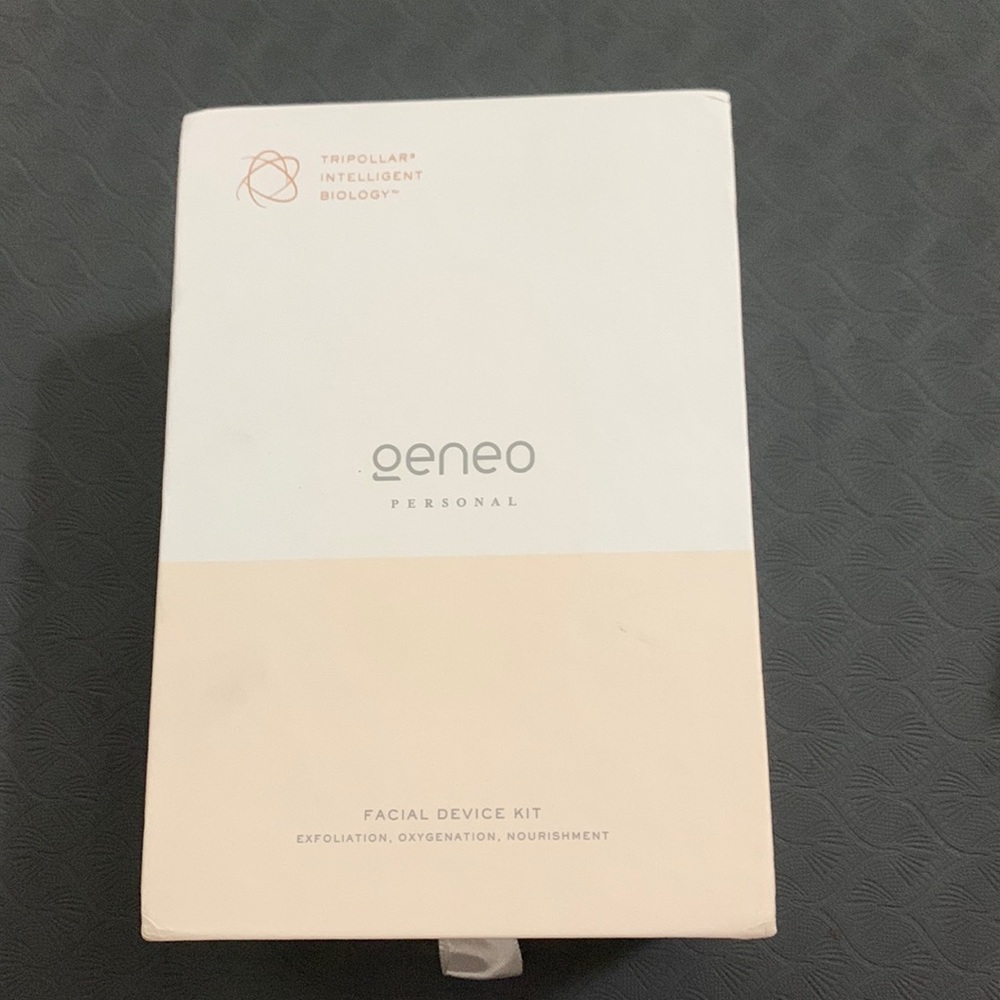 TRIPOLLAR®
INTELLIGENT
BIOLOGY™
geneo
PERSONAL
FACIAL DEVICE KIT
EXFOLIATION, OXYGENATION, NOURISHMENT